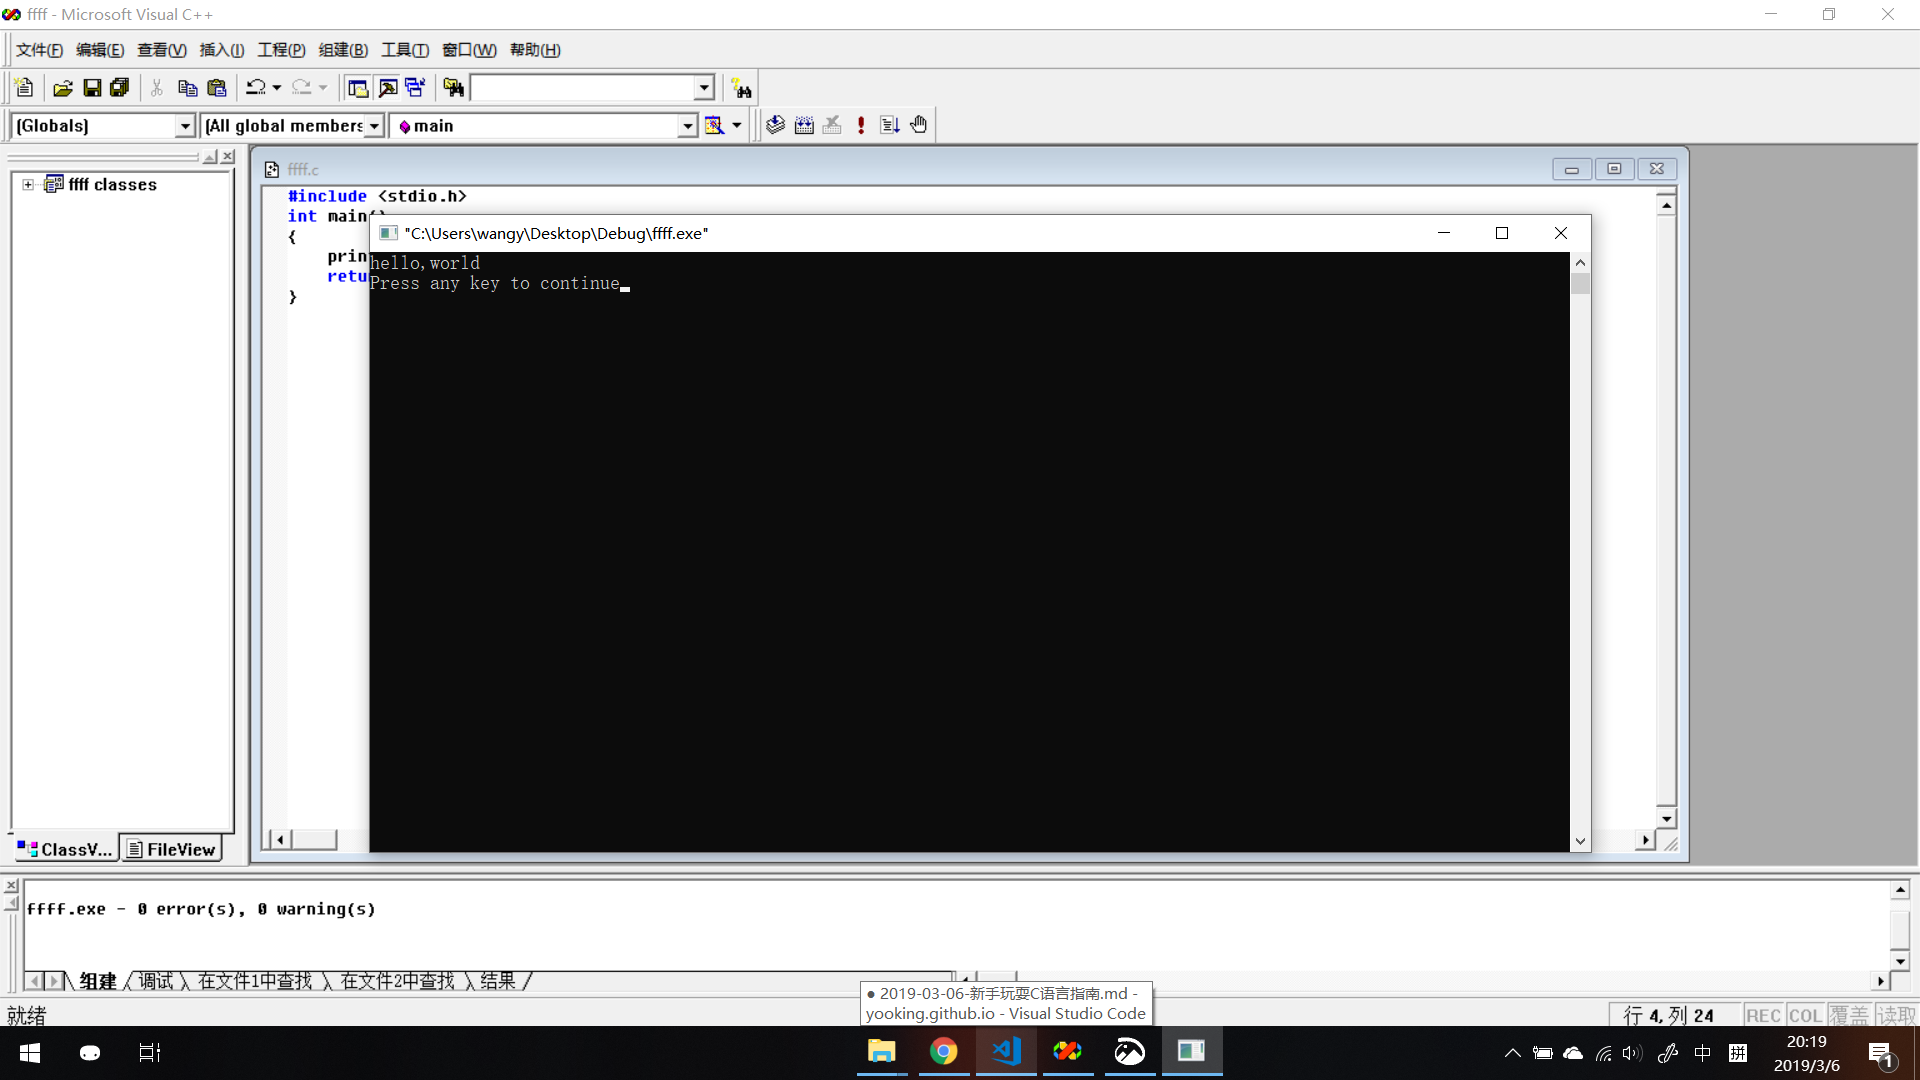 ffff - Microsoft Visual C++
文件(F) 编辑(E) 查看(V) 插入(I) 工程(P) 组建(B) 工具(T) 窗口(W) 帮助(H)
(Globals) (All global members main
ffff.c
ffff classes
#include <stdio.h>
int main()
{
prin
retu
}
"C:\Users\wangy\Desktop\Debug\ffff.exe"
hello,world
Press any key to continue
ClassV... FileView
ffff.exe - 0 error(s), 0 warning(s)
组建 调试 在文件1中查找 在文件2中查找 结果
● 2019-03-06-新手玩耍C语言指南.md -
yooking.github.io - Visual Studio Code
就绪
行 4, 列 24 REC COL 覆盖 读取
中 拼
20:19
2019/3/6
1